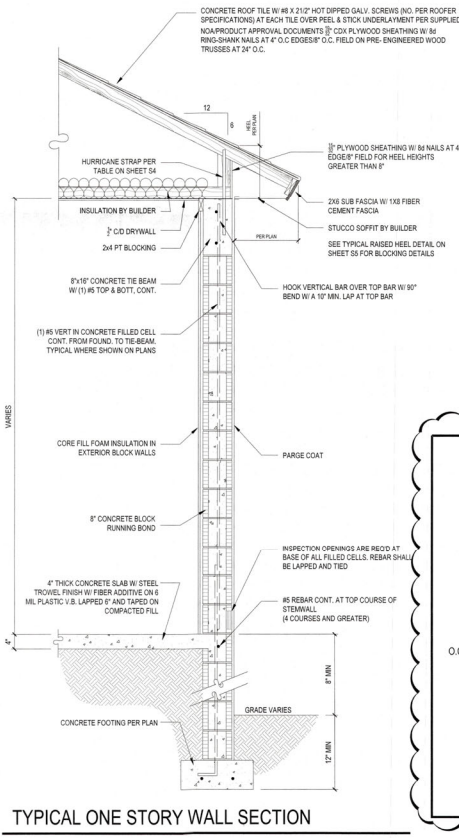 CONCRETE ROOF TILE W/ #8 X 21/2" HOT DIPPED GALV. SCREWS (NO. PER ROOFER
SPECIFICATIONS) AT EACH TILE OVER PEEL & STICK UNDERLAYMENT PER SUPPLIED
NOA/PRODUCT APPROVAL DOCUMENTS CDX PLYWOOD SHEATHING W/ 8d
RING-SHANK NAILS AT 4" O.C EDGES/8" O.C. FIELD ON PRE- ENGINEERED WOOD
TRUSSES AT 24" O.C.
12
6
HEEL
PER PLAN
HURRICANE STRAP PER
TABLE ON SHEET S4
PLYWOOD SHEATHING W/ 8d NAILS AT 4
EDGE/8" FIELD FOR HEEL HEIGHTS
GREATER THAN 8"
INSULATION BY BUILDER
C/D DRYWALL
2x4 PT BLOCKING
2X6 SUB FASCIA W/ 1X8 FIBER
CEMENT FASCIA
STUCCO SOFFIT BY BUILDER
PER PLAN
SEE TYPICAL RAISED HEEL DETAIL ON
SHEET S5 FOR BLOCKING DETAILS
8"x16" CONCRETE TIE BEAM
W/ (1) #5 TOP & BOTT, CONT.
HOOK VERTICAL BAR OVER TOP BAR W/ 90°
BEND W/ A 10" MIN. LAP AT TOP BAR
(1) #5 VERT IN CONCRETE FILLED CELL
CONT. FROM FOUND. TO TIE-BEAM.
TYPICAL WHERE SHOWN ON PLANS
VARIES
CORE FILL FOAM INSULATION IN
EXTERIOR BLOCK WALLS
PARGE COAT
8" CONCRETE BLOCK
RUNNING BOND
INSPECTION OPENINGS ARE REQ'D AT
BASE OF ALL FILLED CELLS. REBAR SHALL
BE LAPPED AND TIED
4" THICK CONCRETE SLAB W/ STEEL
TROWEL FINISH W/ FIBER ADDITIVE ON 6
MIL PLASTIC V.B. LAPPED 6" AND TAPED ON
COMPACTED FILL
#5 REBAR CONT. AT TOP COURSE OF
STEMWALL
(4 COURSES AND GREATER)
4"
8" MIN
GRADE VARIES
CONCRETE FOOTING PER PLAN
12" MIN
TYPICAL ONE STORY WALL SECTION